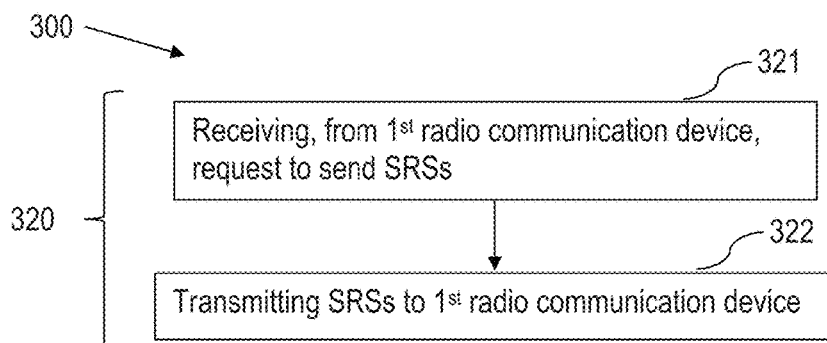 300
321
Receiving, from 1st radio communication device,
request to send SRSs
320
322
Transmitting SRSs to 1st radio communication device